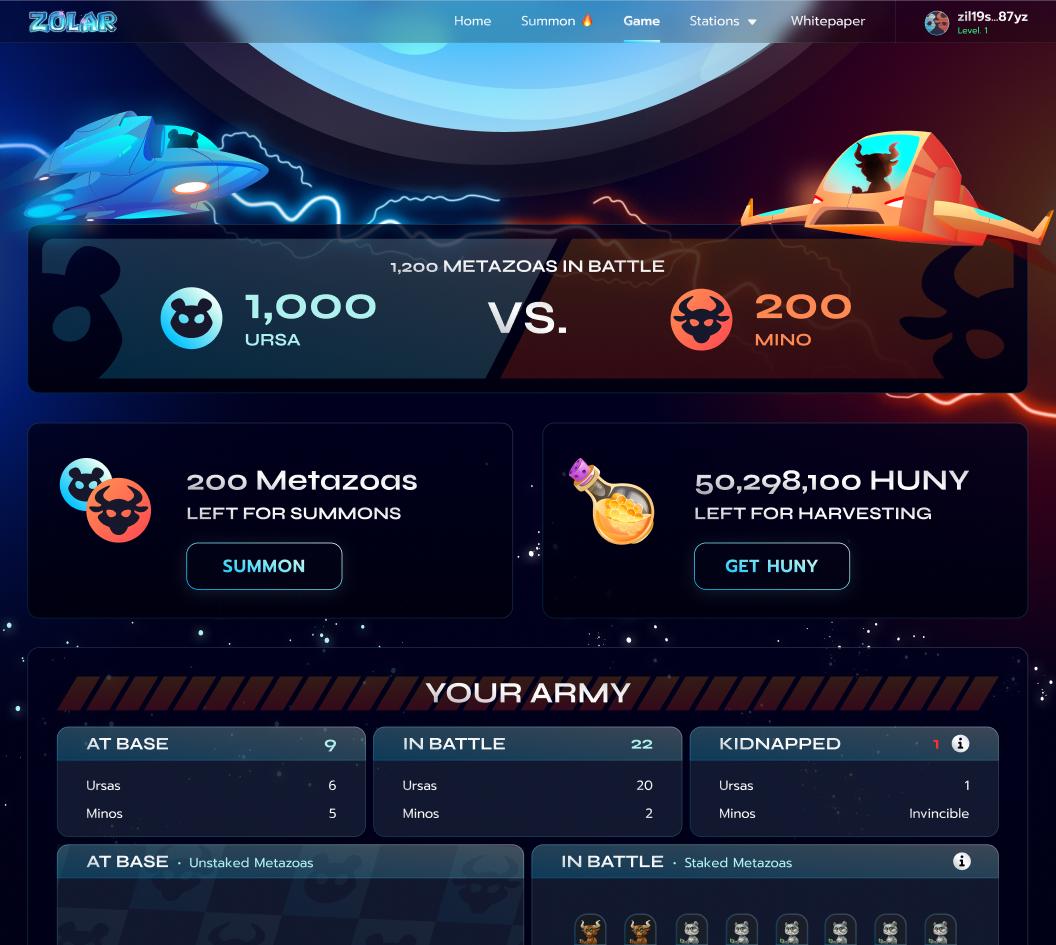 ZOLAR
Home Summon 🔥 Game Stations Whitepaper
zil19s...87yz
Level. 1
1,200 METAZOAS IN BATTLE
1,000
URSA
VS.
200
MINO
200 Metazoas
LEFT FOR SUMMONS
SUMMON
50,298,100 HUNY
LEFT FOR HARVESTING
GET HUNY
YOUR ARMY
AT BASE 9
Ursas 6
Minos 5
IN BATTLE 22
Ursas 20
Minos 2
KIDNAPPED 1
Ursas 1
Minos Invincible
AT BASE · Unstaked Metazoas
IN BATTLE · Staked Metazoas